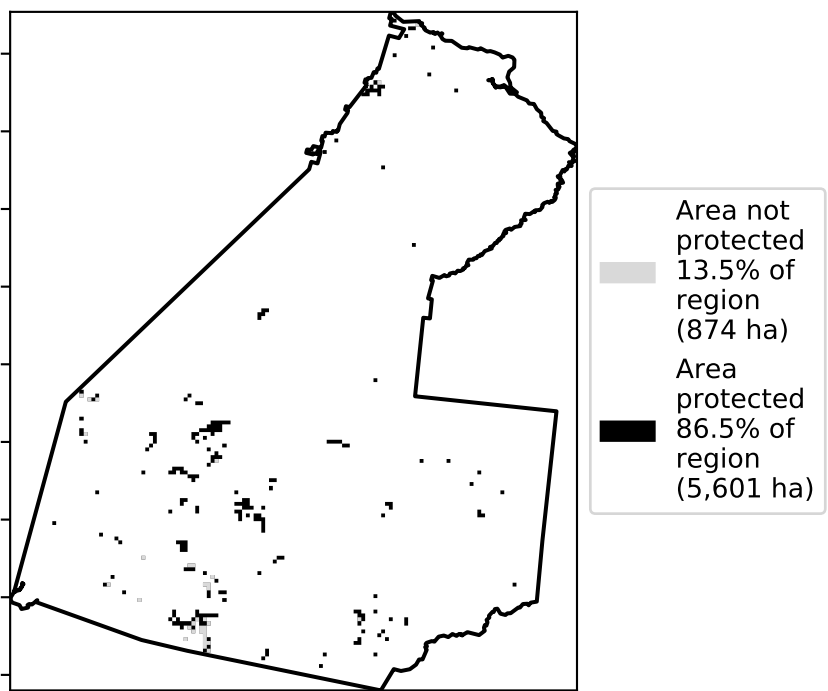 Area not
protected
13.5% of
region
(874 ha)
Area
protected
86.5% of
region
(5,601 ha)